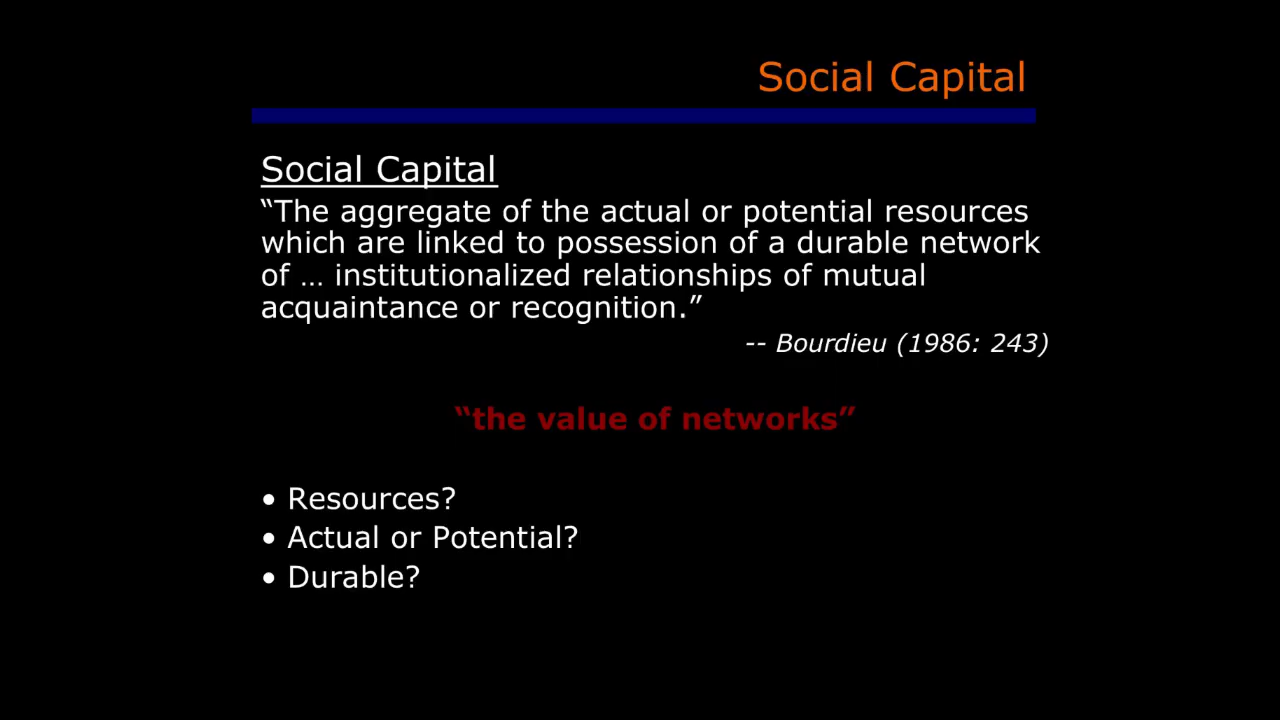 Social Capital
Social Capital
“The aggregate of the actual or potential resources
which are linked to possession of a durable network
of … institutionalized relationships of mutual
acquaintance or recognition.”
-- Bourdieu (1986: 243)
“the value of networks”
• Resources?
• Actual or Potential?
• Durable?